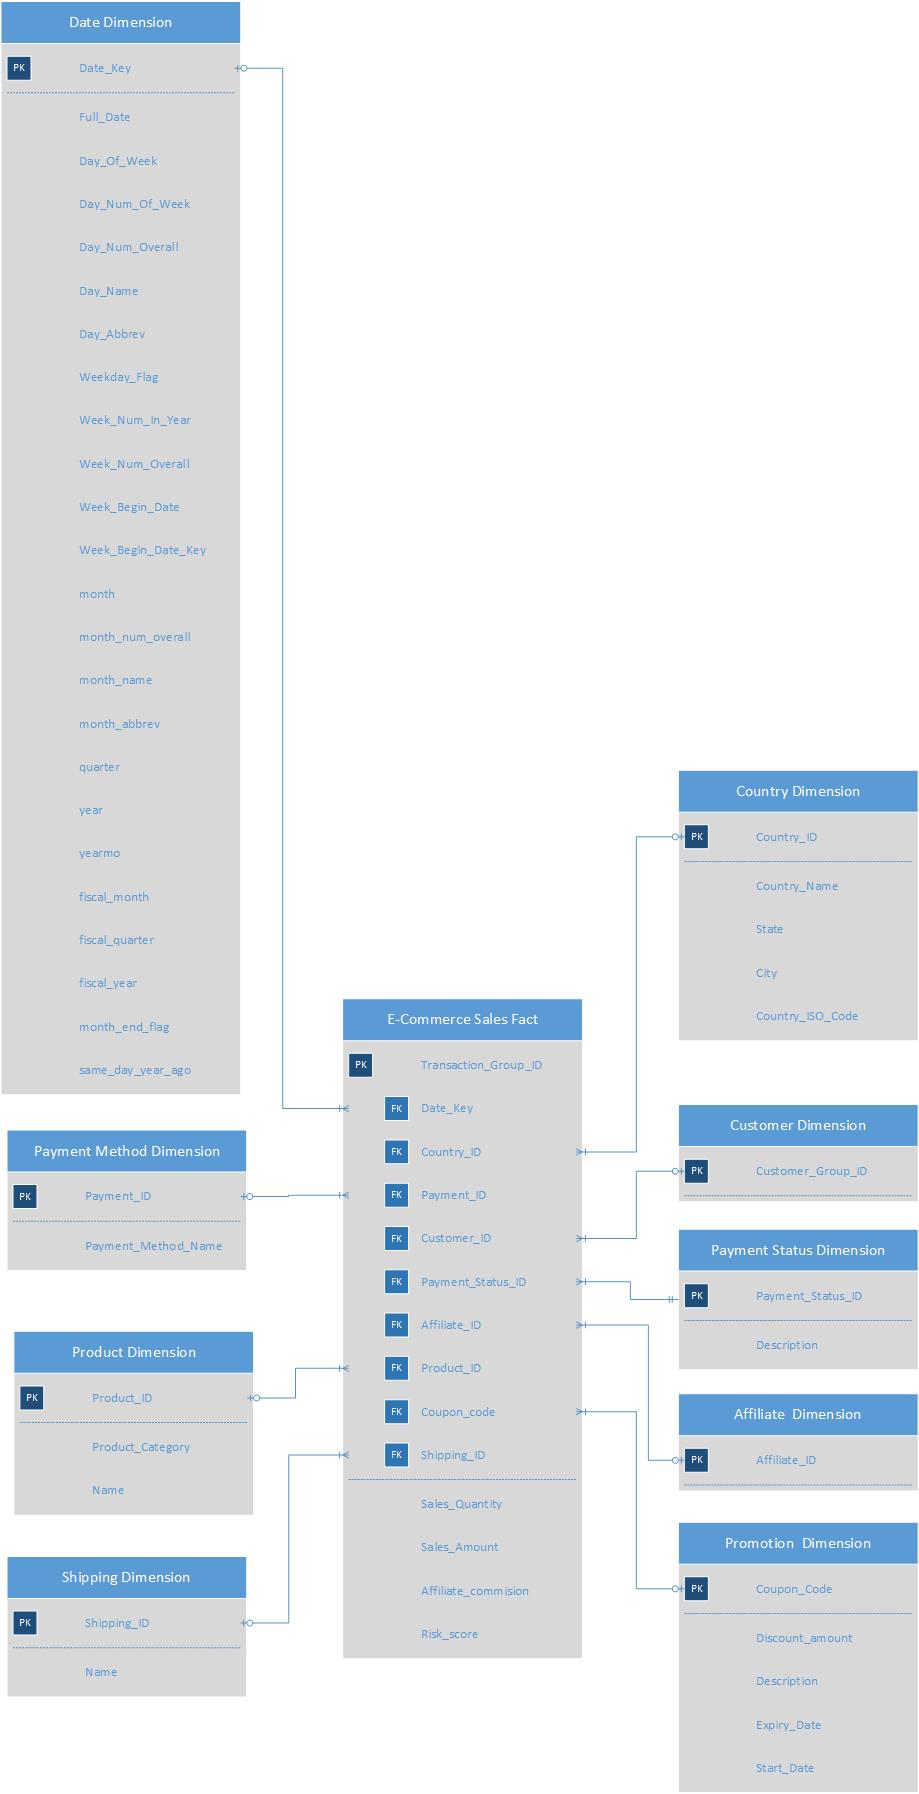 Date Dimension
PK Date_Key
Full_Date
Day_Of_Week
Day_Num_Of_Week
Day_Num_Overall
Day_Name
Day_Abbrev
Weekday_Flag
Week_Num_In_Year
Week_Num_Overall
Week_Begin_Date
Week_Begin_Date_Key
month
month_num_overall
month_name
month_abbrev
quarter
year
yearmo
fiscal_month
fiscal_quarter
fiscal_year
month_end_flag
same_day_year_ago
Payment Method Dimension
PK Payment_ID
Payment_Method_Name
Product Dimension
PK Product_ID
Product_Category
Name
Shipping Dimension
PK Shipping_ID
Name
E-Commerce Sales Fact
PK Transaction_Group_ID
FK Date_Key
FK Country_ID
FK Payment_ID
FK Customer_ID
FK Payment_Status_ID
FK Affiliate_ID
FK Product_ID
FK Coupon_code
FK Shipping_ID
Sales_Quantity
Sales_Amount
Affiliate_commision
Risk_score
Country Dimension
PK Country_ID
Country_Name
State
City
Country_ISO_Code
Customer Dimension
PK Customer_Group_ID
Payment Status Dimension
PK Payment_Status_ID
Description
Affiliate Dimension
PK Affiliate_ID
Promotion Dimension
PK Coupon_Code
Discount_amount
Description
Expiry_Date
Start_Date